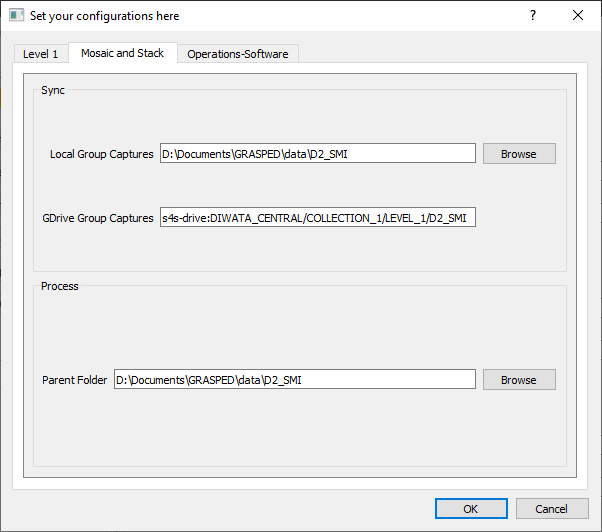 Set your configurations here
?
Level 1
Mosaic and Stack
Operations-Software
Sync
Local Group Captures
D:\Documents\GRASPED\data\D2_SMI
Browse
GDrive Group Captures
s4s-drive:DIWATA_CENTRAL/COLLECTION_1/LEVEL_1/D2_SMI
Process
Parent Folder
D:\Documents\GRASPED\data\D2_SMI
Browse
OK
Cancel